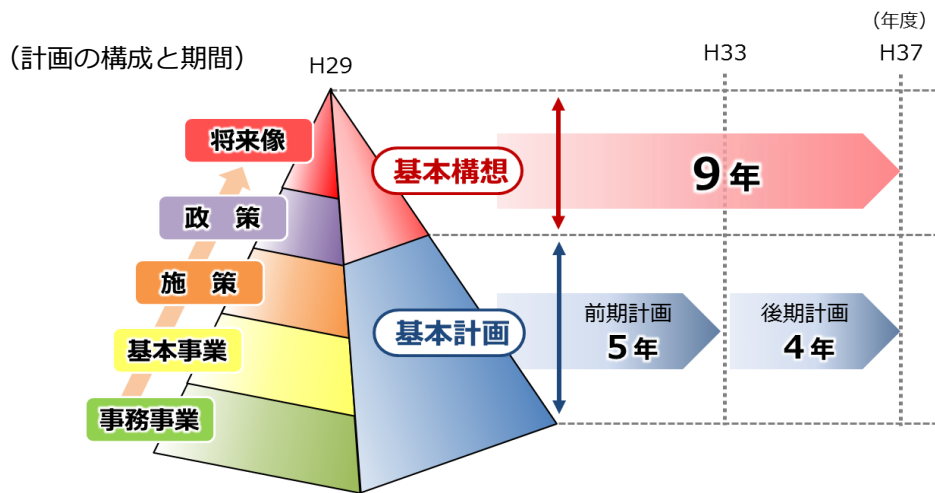 （計画の構成と期間）
（年度）
H29
H33
H37
将来像
政　策
施　策
基本事業
事務事業
基本構想
9年
基本計画
前期計画
5年
後期計画
4年